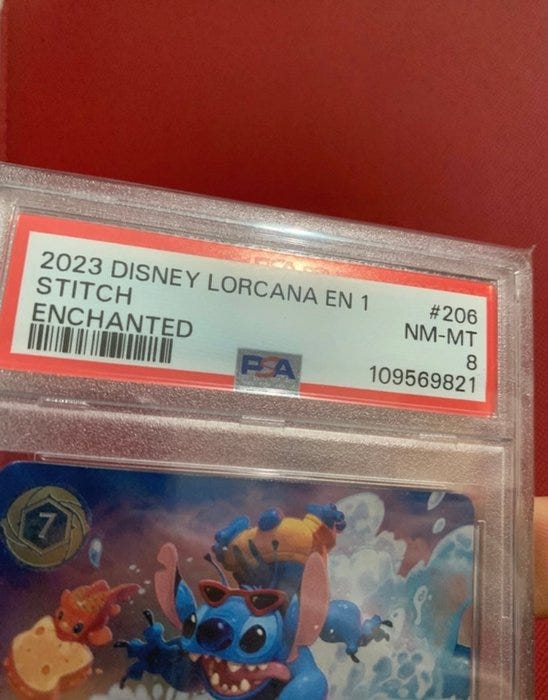 2023 DISNEY LORCANA EN 1 #206
STITCH NM-MT
ENCHANTED 8
PSA 109569821
7